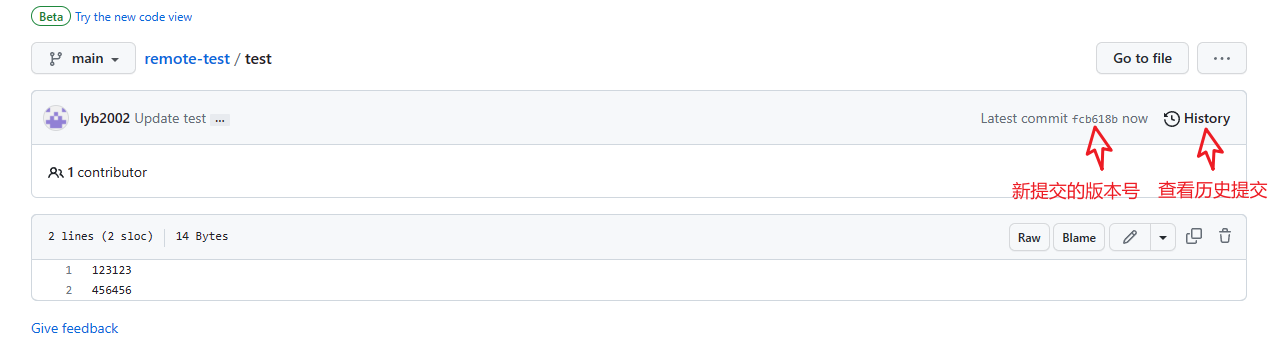 Beta Try the new code view
main remote-test / test Go to file ...
lyb2002 Update test ... Latest commit fcb618b now History
1 contributor
新提交的版本号 查看历史提交
2 lines (2 sloc) 14 Bytes Raw Blame
1 123123
2 456456
Give feedback